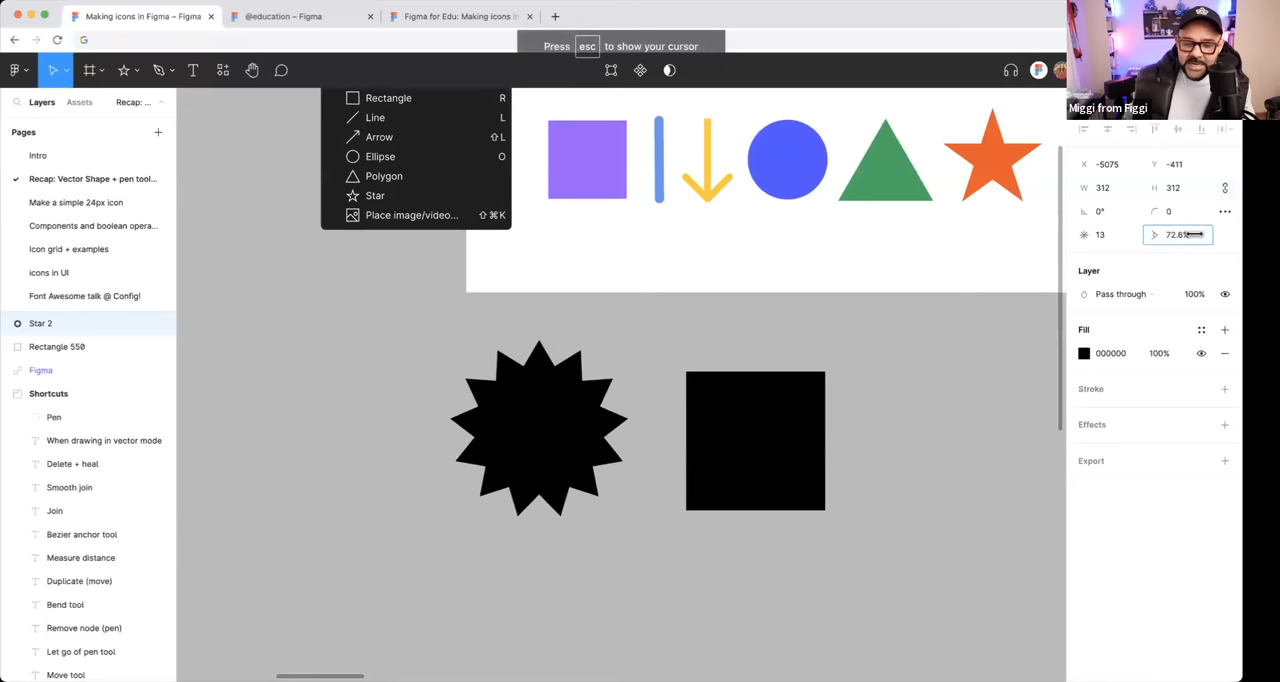 Making icons in Figma – Figma
@education – Figma
Figma for Edu: Making icons in
Press esc to show your cursor
Miggi from Figgi
Layers
Assets
Recap: ...
Pages
Intro
Recap: Vector Shape + pen tool...
Make a simple 24px icon
Components and boolean opera...
Icon grid + examples
icons in UI
Font Awesome talk @ Config!
Star 2
Rectangle 550
Figma
Shortcuts
Pen
When drawing in vector mode
Delete + heal
Smooth join
Join
Bezier anchor tool
Measure distance
Duplicate (move)
Bend tool
Remove node (pen)
Let go of pen tool
Move tool
Rectangle R
Line L
Arrow ⇧L
Ellipse O
Polygon
Star
Place image/video... ⇧⌘K
X -5075 Y -411
W 312 H 312
0° 0
13
Layer
Pass through 100%
Fill
000000 100%
Stroke
Effects
Export